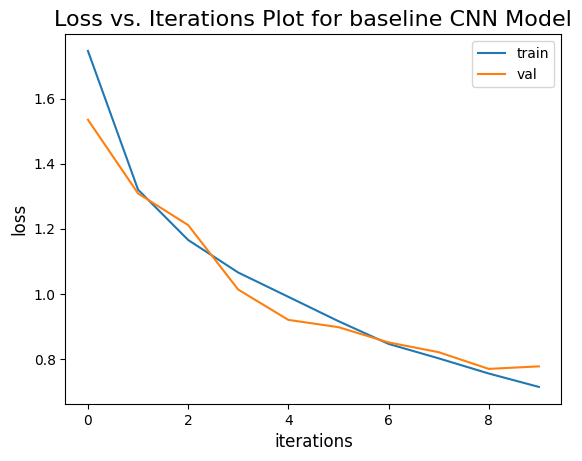 Loss vs. Iterations Plot for baseline CNN Model
train
val
1.6
1.4
1.2
1.0
0.8
loss
0 2 4 6 8
iterations